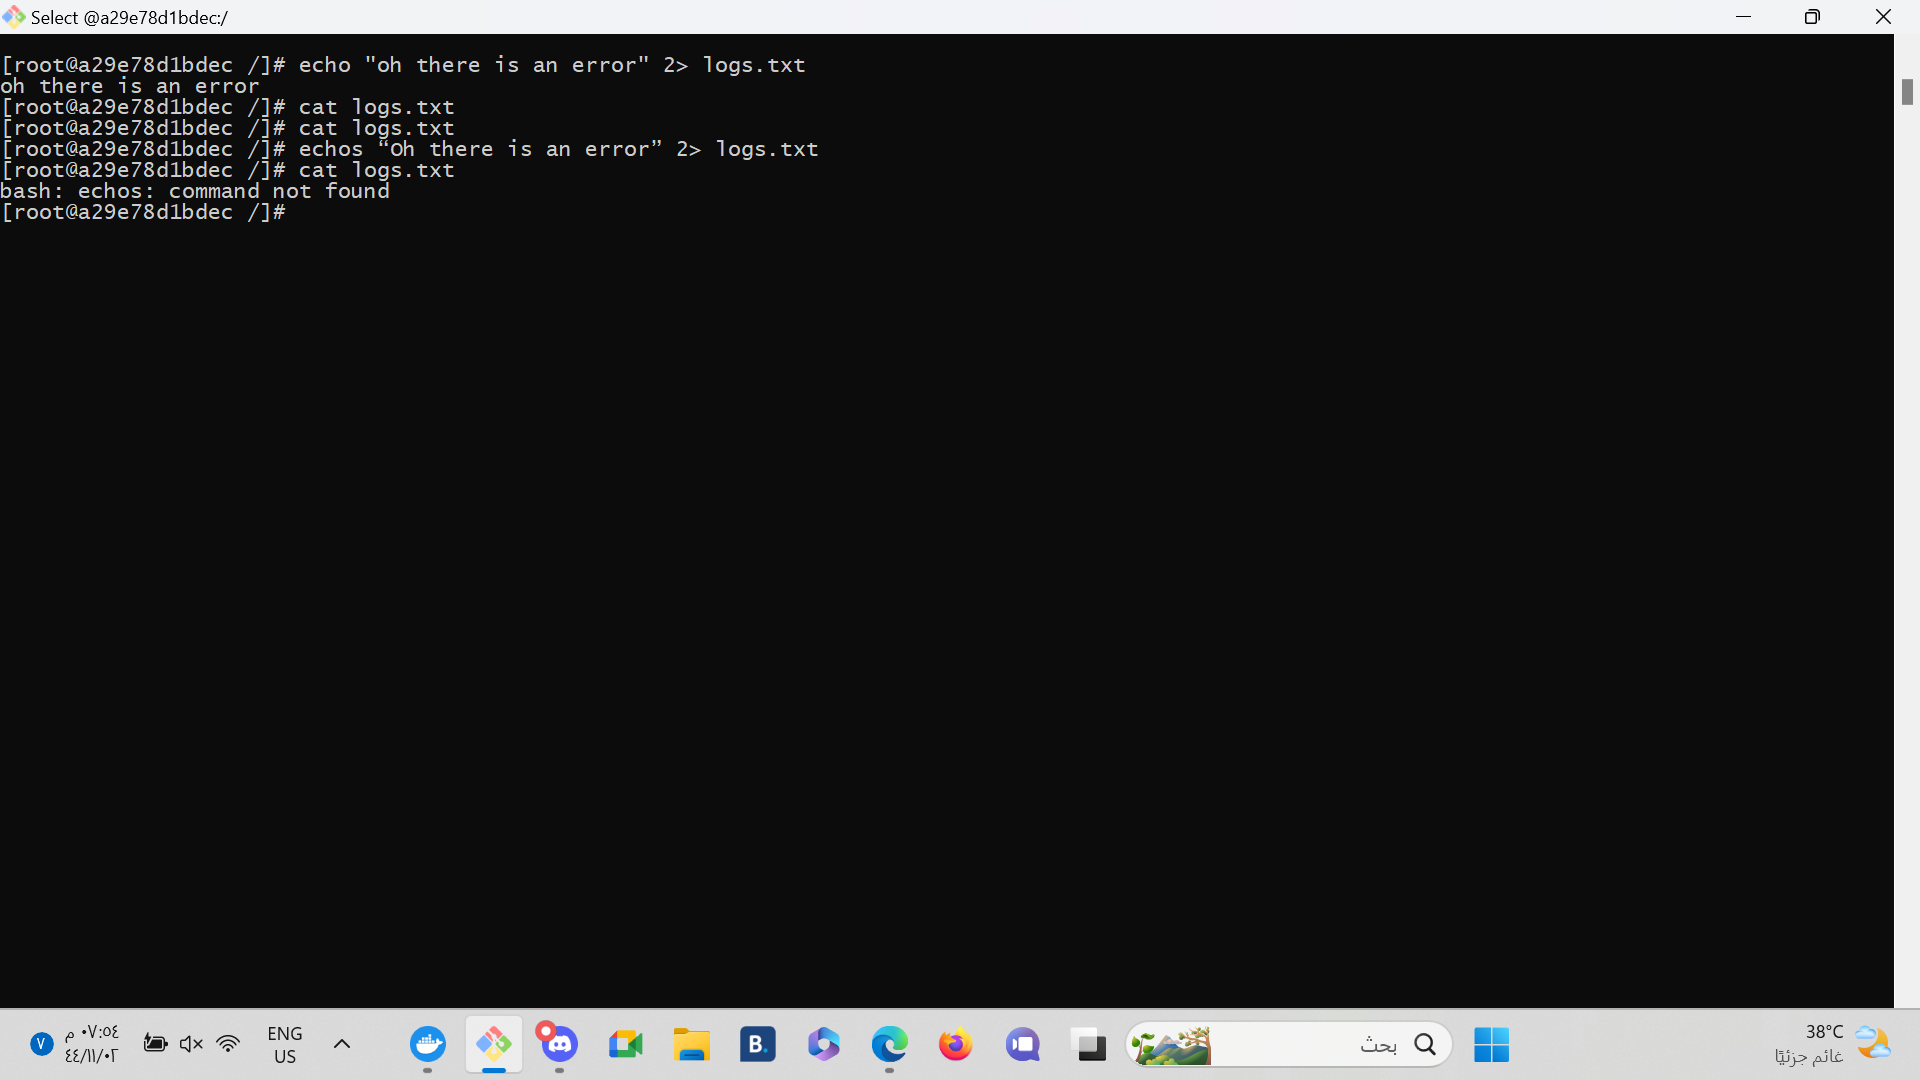 Select @a29e78d1bdec:/
[root@a29e78d1bdec /]# echo "oh there is an error" 2> logs.txt
oh there is an error
[root@a29e78d1bdec /]# cat logs.txt
[root@a29e78d1bdec /]# cat logs.txt
[root@a29e78d1bdec /]# echos “Oh there is an error” 2> logs.txt
[root@a29e78d1bdec /]# cat logs.txt
bash: echos: command not found
[root@a29e78d1bdec /]#
V
٠٧:٥٤ م
٤٤/١١/٠٢
ENG
US
B.
بحث
38°C
غائم جزئيًا